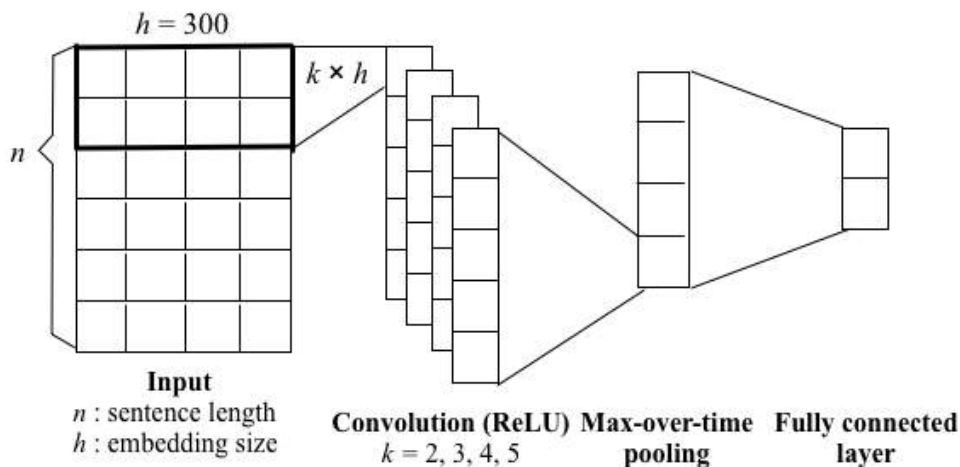 h = 300
k × h
n
Input
n : sentence length
h : embedding size
Convolution (ReLU)
k = 2, 3, 4, 5
Max-over-time
pooling
Fully connected
layer